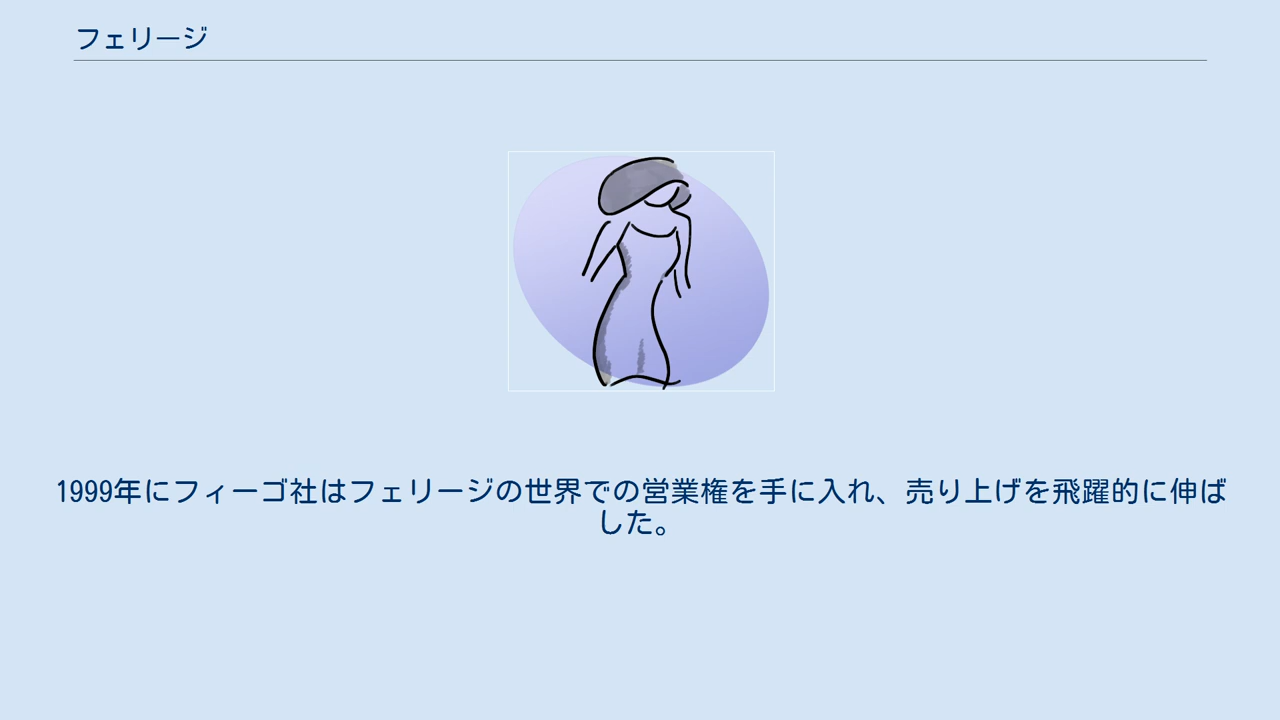 フェリージ
1999年にフィーゴ社はフェリージの世界での営業権を手に入れ、売り上げを飛躍的に伸ば
した。